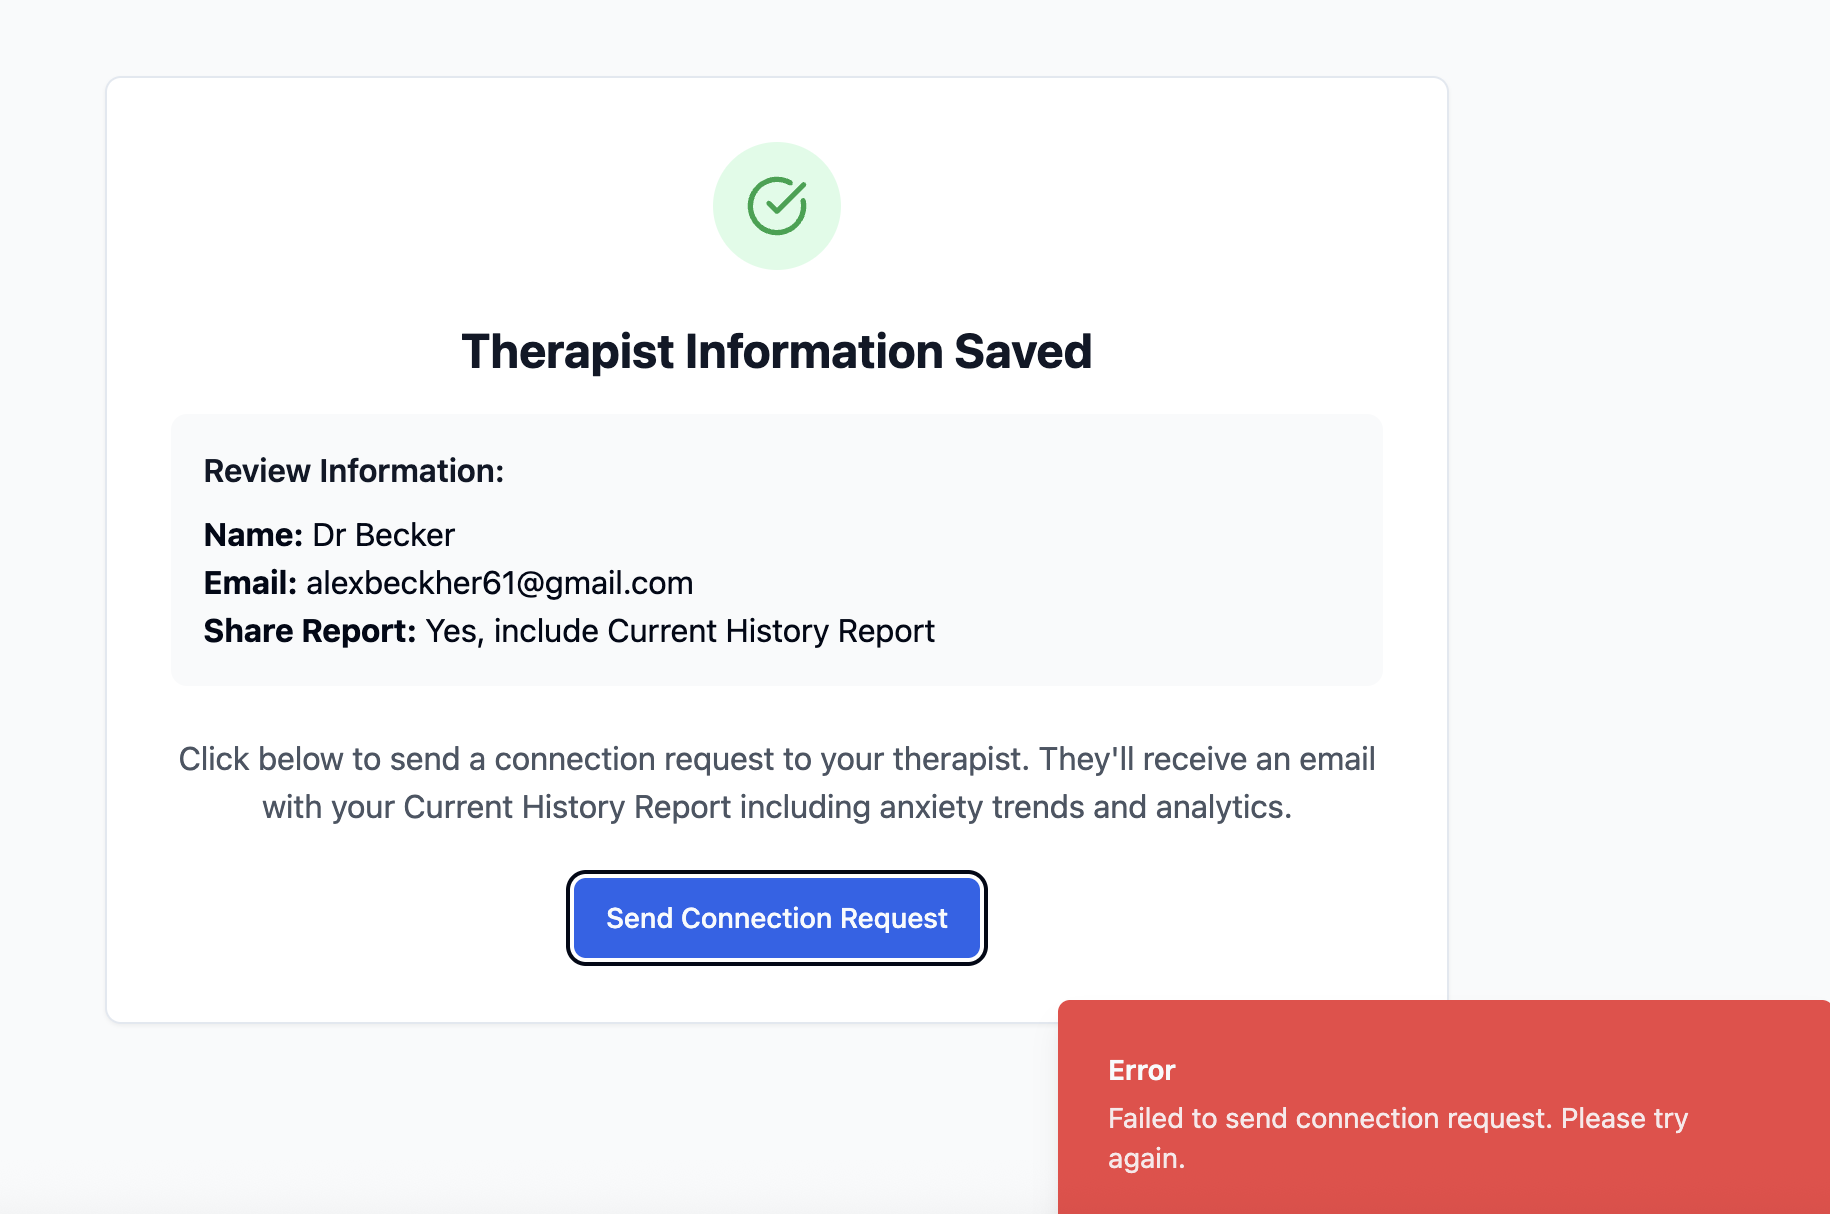 Therapist Information Saved
Review Information:
Name: Dr Becker
Email: alexbeckher61@gmail.com
Share Report: Yes, include Current History Report
Click below to send a connection request to your therapist. They'll receive an email
with your Current History Report including anxiety trends and analytics.
Send Connection Request
Error
Failed to send connection request. Please try
again.